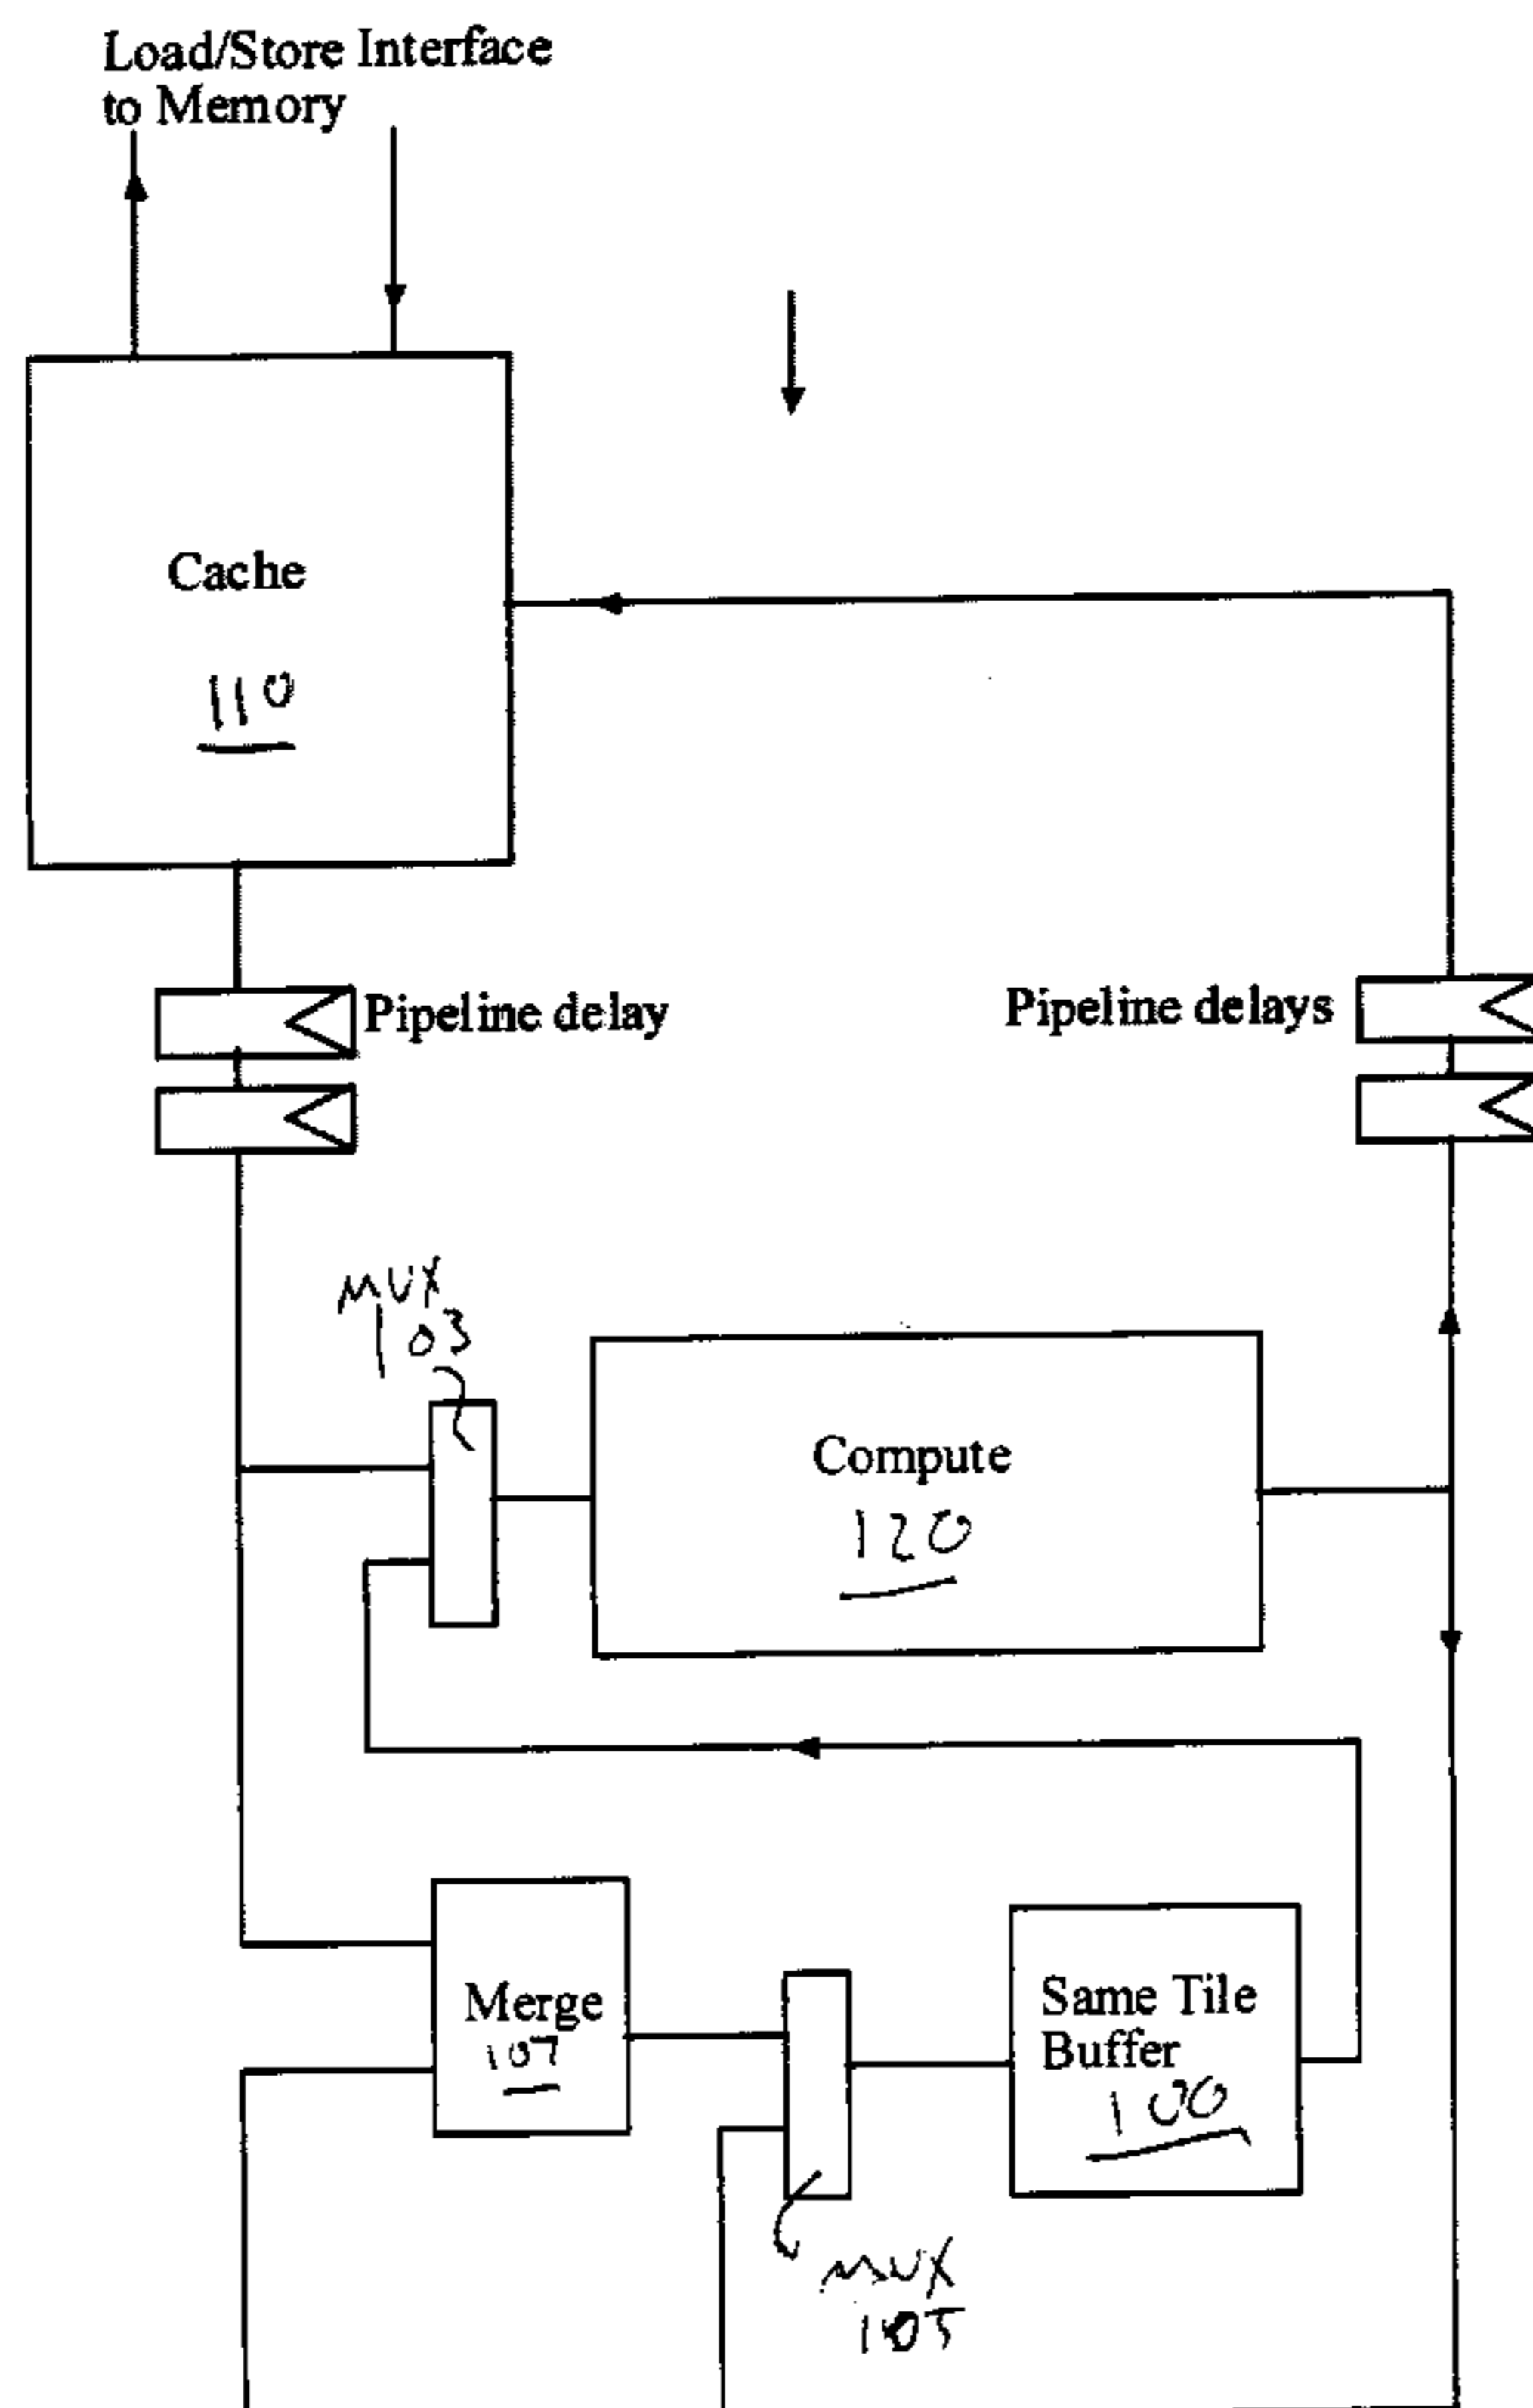 Load/Store Interface
to Memory
Cache
110
Pipeline delay
Pipeline delays
MUX
103
Compute
120
Merge
107
Same Tile
Buffer
100
MUX
105